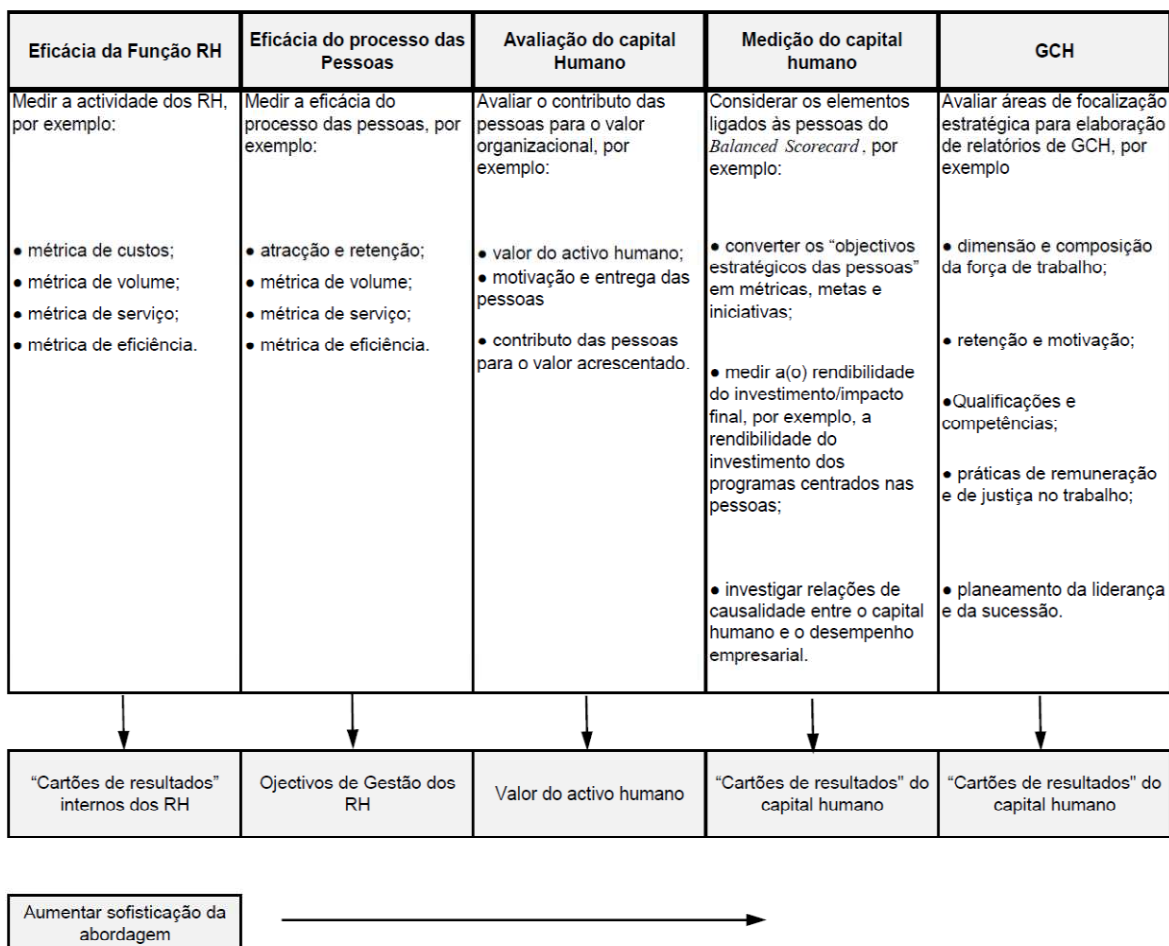 Eficácia da Função RH
Eficácia do processo das
Pessoas
Avaliação do capital
Humano
Medição do capital
humano
GCH
Medir a actividade dos RH,
por exemplo:
● métrica de custos;
● métrica de volume;
● métrica de serviço;
● métrica de eficiência.
Medir a eficácia do
processo das pessoas, por
exemplo:
● atracção e retenção;
● métrica de volume;
● métrica de serviço;
● métrica de eficiência.
Avaliar o contributo das
pessoas para o valor
organizacional, por
exemplo:
● valor do activo humano;
● motivação e entrega das
pessoas
● contributo das pessoas
para o valor acrescentado.
Considerar os elementos
ligados às pessoas do
Balanced Scorecard, por
exemplo:
● converter os “objectivos
estratégicos das pessoas”
em métricas, metas e
iniciativas;
● medir a(o) rendibilidade
do investimento/impacto
final, por exemplo, a
rendibilidade do
investimento dos
programas centrados nas
pessoas;
● investigar relações de
causalidade entre o capital
humano e o desempenho
empresarial.
Avaliar áreas de focalização
estratégica para elaboração
de relatórios de GCH, por
exemplo
● dimensão e composição
da força de trabalho;
● retenção e motivação;
●Qualificações e
competências;
● práticas de remuneração
e de justiça no trabalho;
● planeamento da liderança
e da sucessão.
“Cartões de resultados”
internos dos RH
Ojectivos de Gestão dos
RH
Valor do activo humano
“Cartões de resultados" do
capital humano
“Cartões de resultados" do
capital humano
Aumentar sofisticação da
abordagem